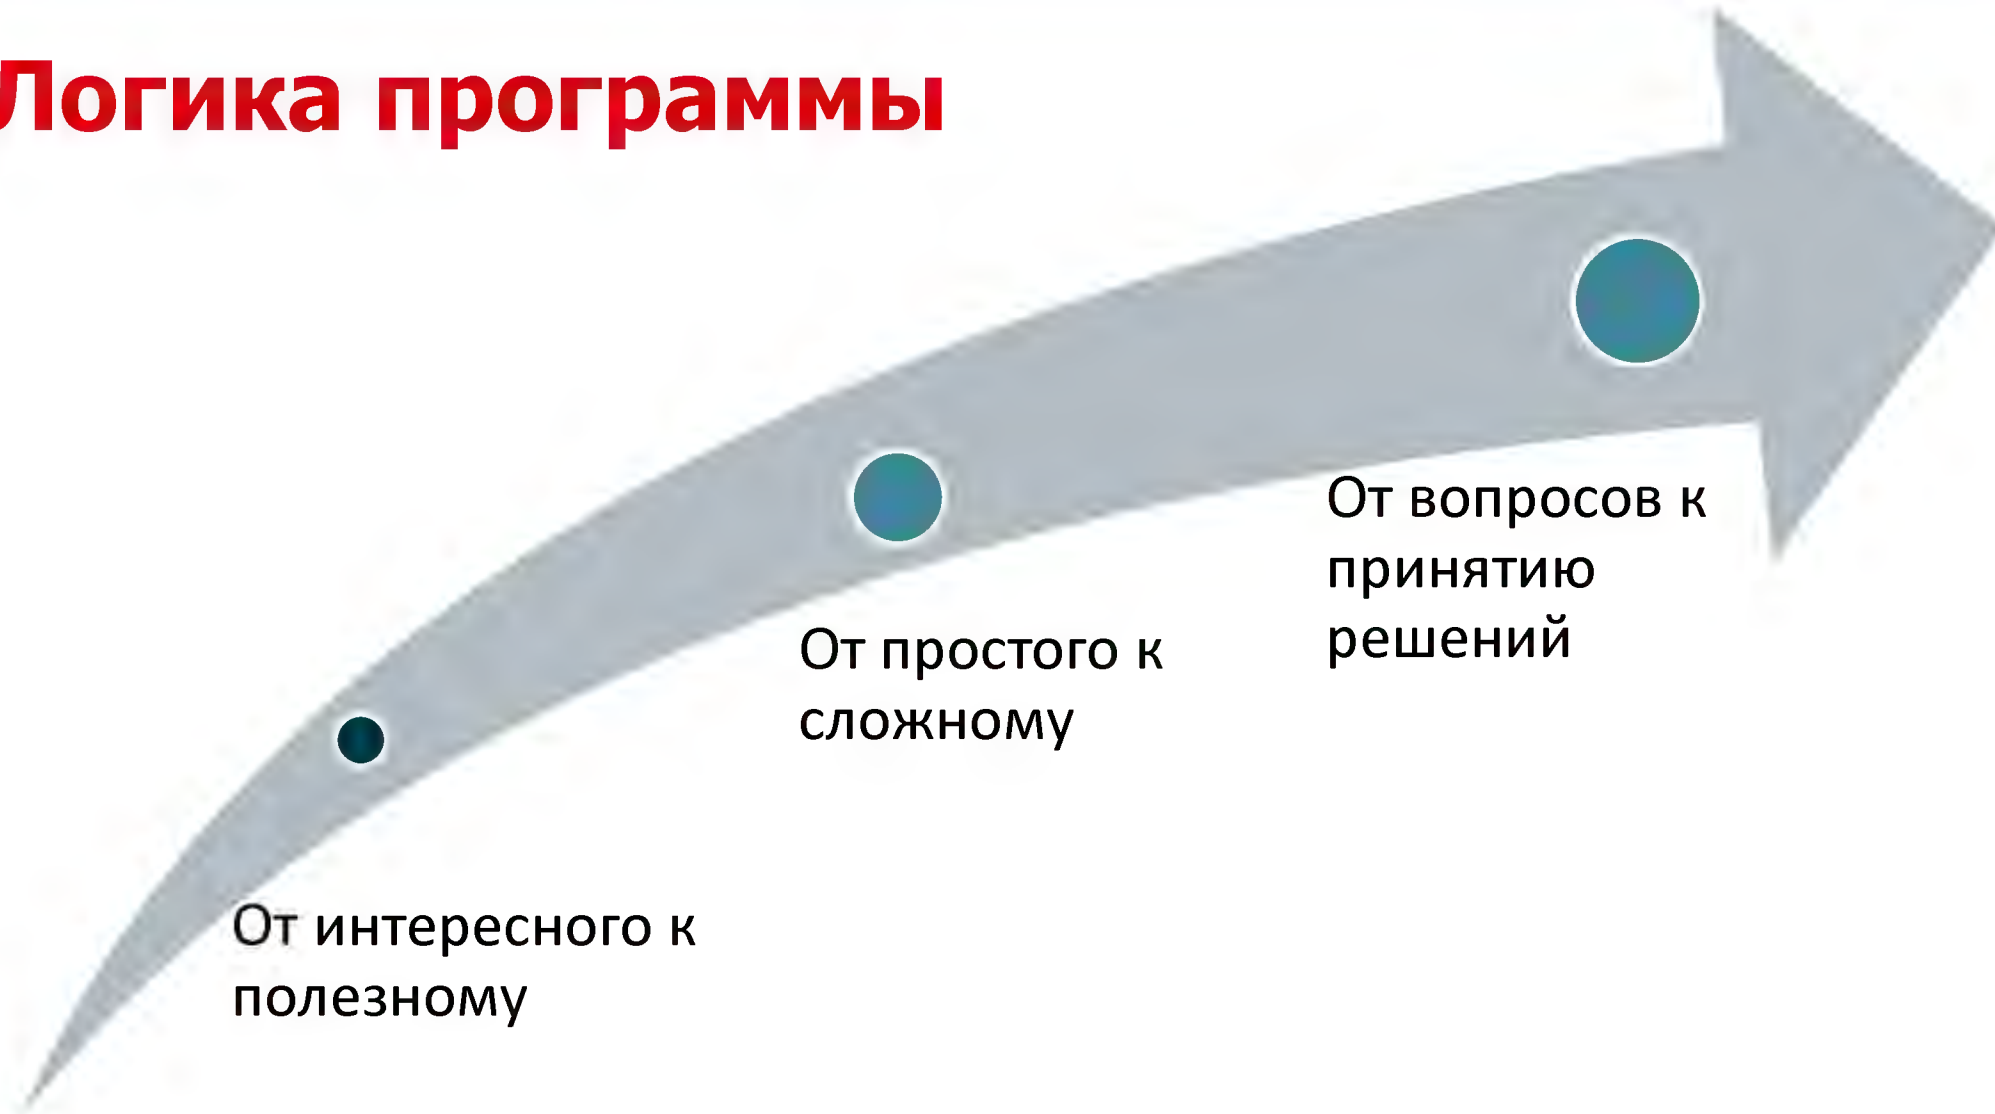 Логика программы
От интересного к
полезному
От простого к
сложному
От вопросов к
принятию
решений